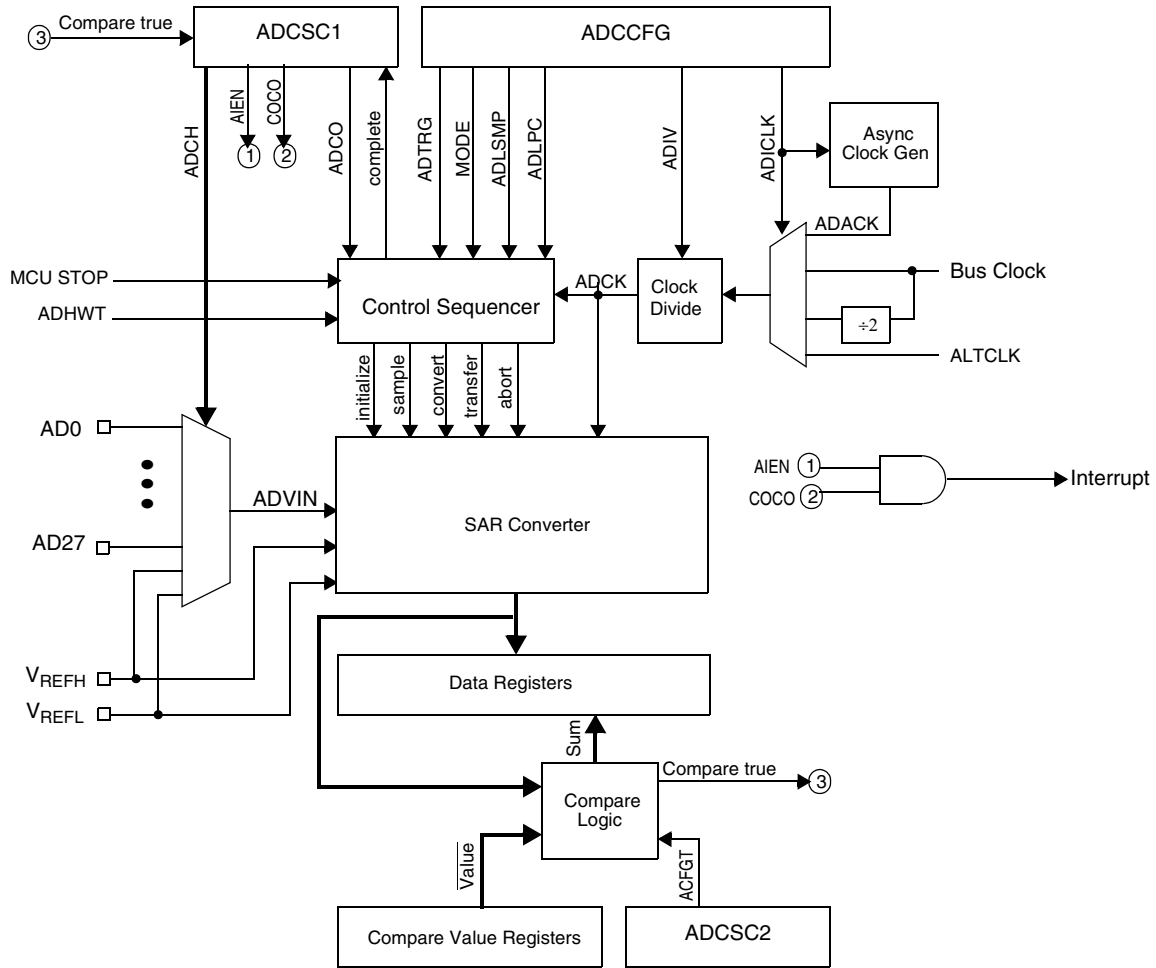 3
Compare true
ADCSC1
ADCCFG
ADCH
AIEN
COCO
1
2
ADCO
complete
ADTRG
MODE
ADLSMP
ADLPC
ADIV
ADICLK
Async
Clock Gen
ADACK
MCU STOP
ADHWT
Control Sequencer
ADCK
Clock
Divide
Bus Clock
÷2
ALTCLK
initialize
sample
convert
transfer
abort
AD0
AD27
ADVIN
SAR Converter
AIEN 1
COCO 2
Interrupt
VREFH
VREFL
Data Registers
Sum
Compare true
3
Compare
Logic
Value
ACFGT
Compare Value Registers
ADCSC2